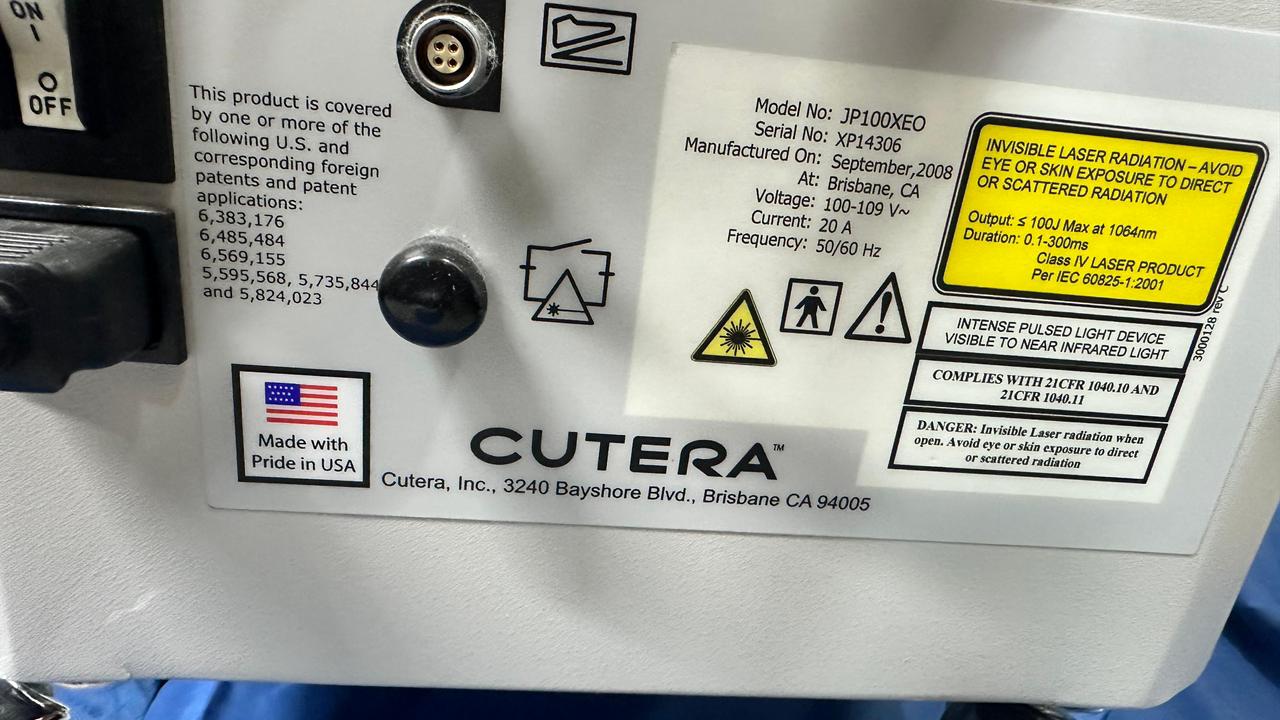 ON
I
O
OFF
This product is covered
by one or more of the
following U.S. and
corresponding foreign
patents and patent
applications:
6,383,176
6,485,484
6,569,155
5,595,568, 5,735,844
and 5,824,023
Made with
Pride in USA
Model No: JP100XEO
Serial No: XP14306
Manufactured On: September,2008
At: Brisbane, CA
Voltage: 100-109 V~
Current: 20 A
Frequency: 50/60 Hz
INVISIBLE LASER RADIATION – AVOID
EYE OR SKIN EXPOSURE TO DIRECT
OR SCATTERED RADIATION
Output: ≤ 100J Max at 1064nm
Duration: 0.1-300ms
Class IV LASER PRODUCT
Per IEC 60825-1:2001
INTENSE PULSED LIGHT DEVICE
VISIBLE TO NEAR INFRARED LIGHT
COMPLIES WITH 21CFR 1040.10 AND
21CFR 1040.11
DANGER: Invisible Laser radiation when
open. Avoid eye or skin exposure to direct
or scattered radiation
3000128 rev C
CUTERA™
Cutera, Inc., 3240 Bayshore Blvd., Brisbane CA 94005